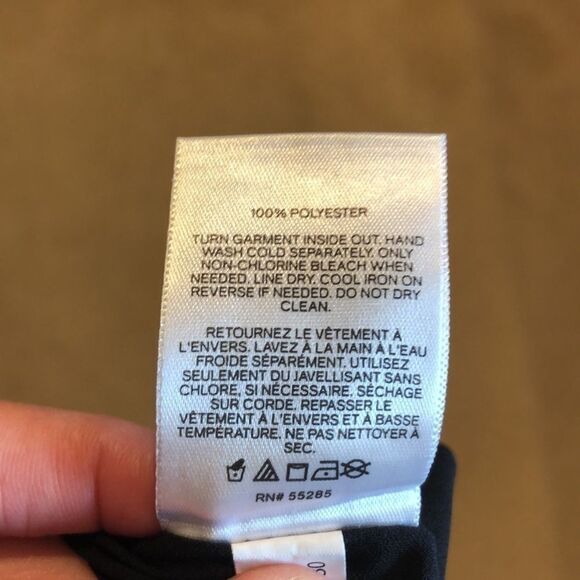 100% POLYESTER
TURN GARMENT INSIDE OUT. HAND
WASH COLD SEPARATELY. ONLY
NON-CHLORINE BLEACH WHEN
NEEDED. LINE DRY. COOL IRON ON
REVERSE IF NEEDED. DO NOT DRY
CLEAN.
RETOURNEZ LE VÊTEMENT À
L'ENVERS. LAVEZ À LA MAIN À L'EAU
FROIDE SÉPARÉMENT. UTILISEZ
SEULEMENT DU JAVELLISANT SANS
CHLORE, SI NÉCESSAIRE. SÉCHAGE
SUR CORDE. REPASSER LE
VÊTEMENT À L'ENVERS ET À BASSE
TEMPÉRATURE. NE PAS NETTOYER À
SEC.
RN# 55285